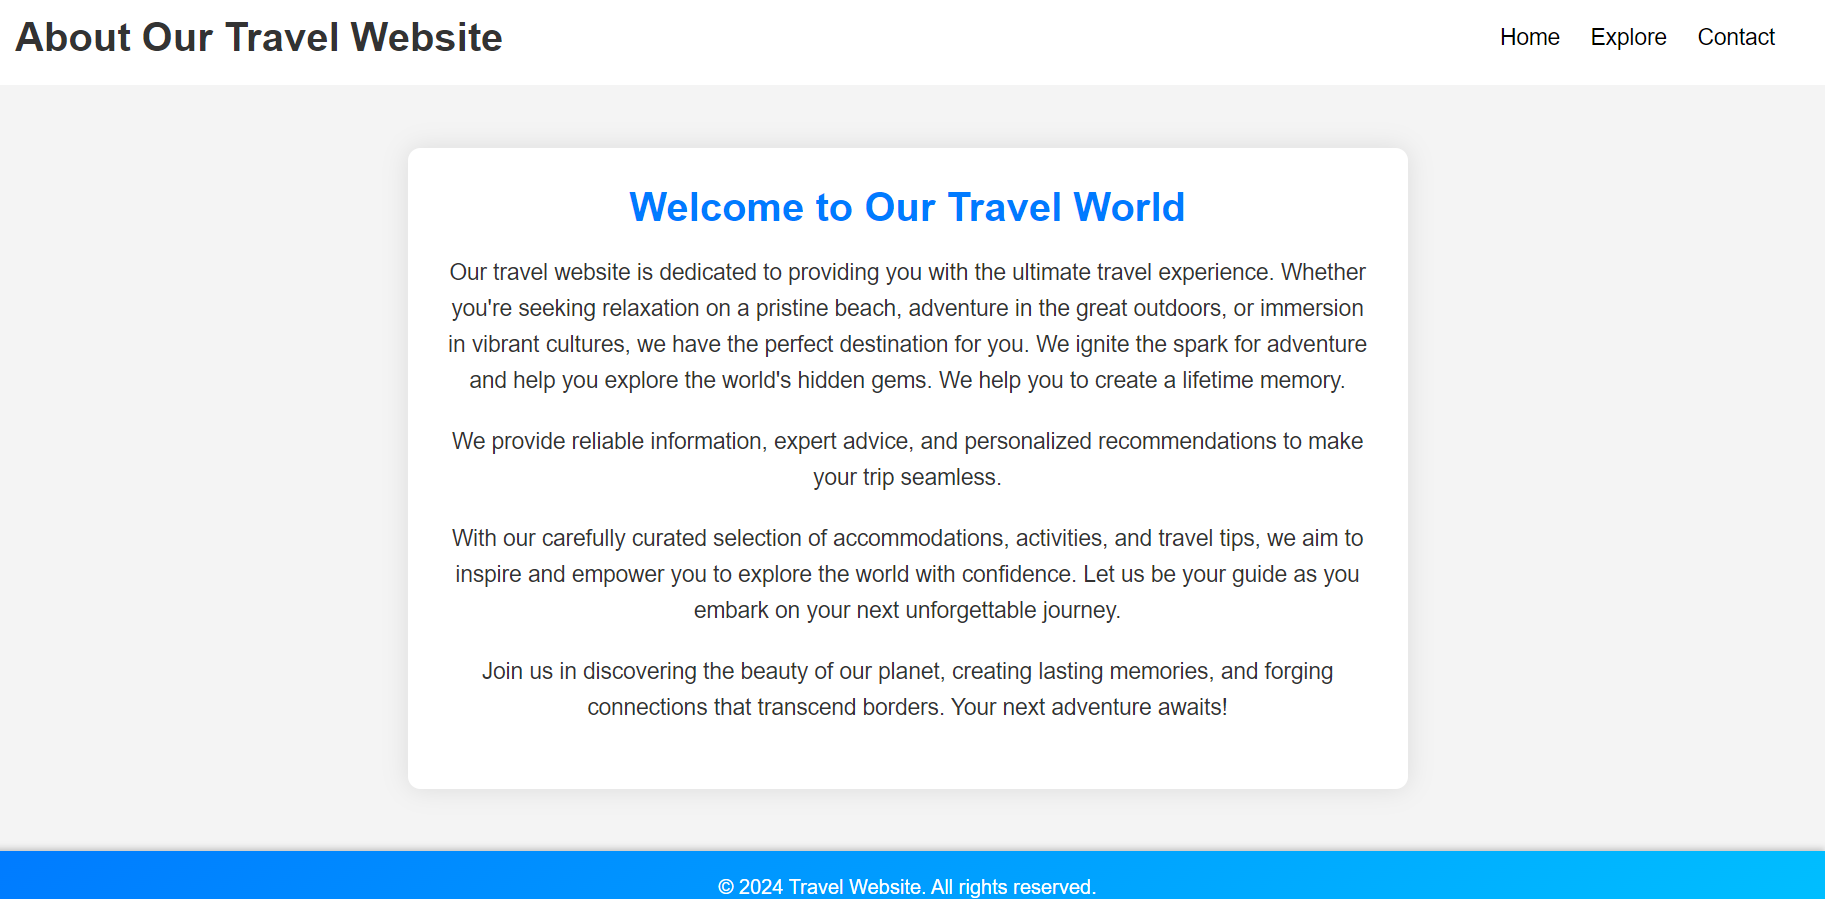 About Our Travel Website
Home Explore Contact
Welcome to Our Travel World
Our travel website is dedicated to providing you with the ultimate travel experience. Whether
you're seeking relaxation on a pristine beach, adventure in the great outdoors, or immersion
in vibrant cultures, we have the perfect destination for you. We ignite the spark for adventure
and help you explore the world's hidden gems. We help you to create a lifetime memory.
We provide reliable information, expert advice, and personalized recommendations to make
your trip seamless.
With our carefully curated selection of accommodations, activities, and travel tips, we aim to
inspire and empower you to explore the world with confidence. Let us be your guide as you
embark on your next unforgettable journey.
Join us in discovering the beauty of our planet, creating lasting memories, and forging
connections that transcend borders. Your next adventure awaits!
© 2024 Travel Website. All rights reserved.